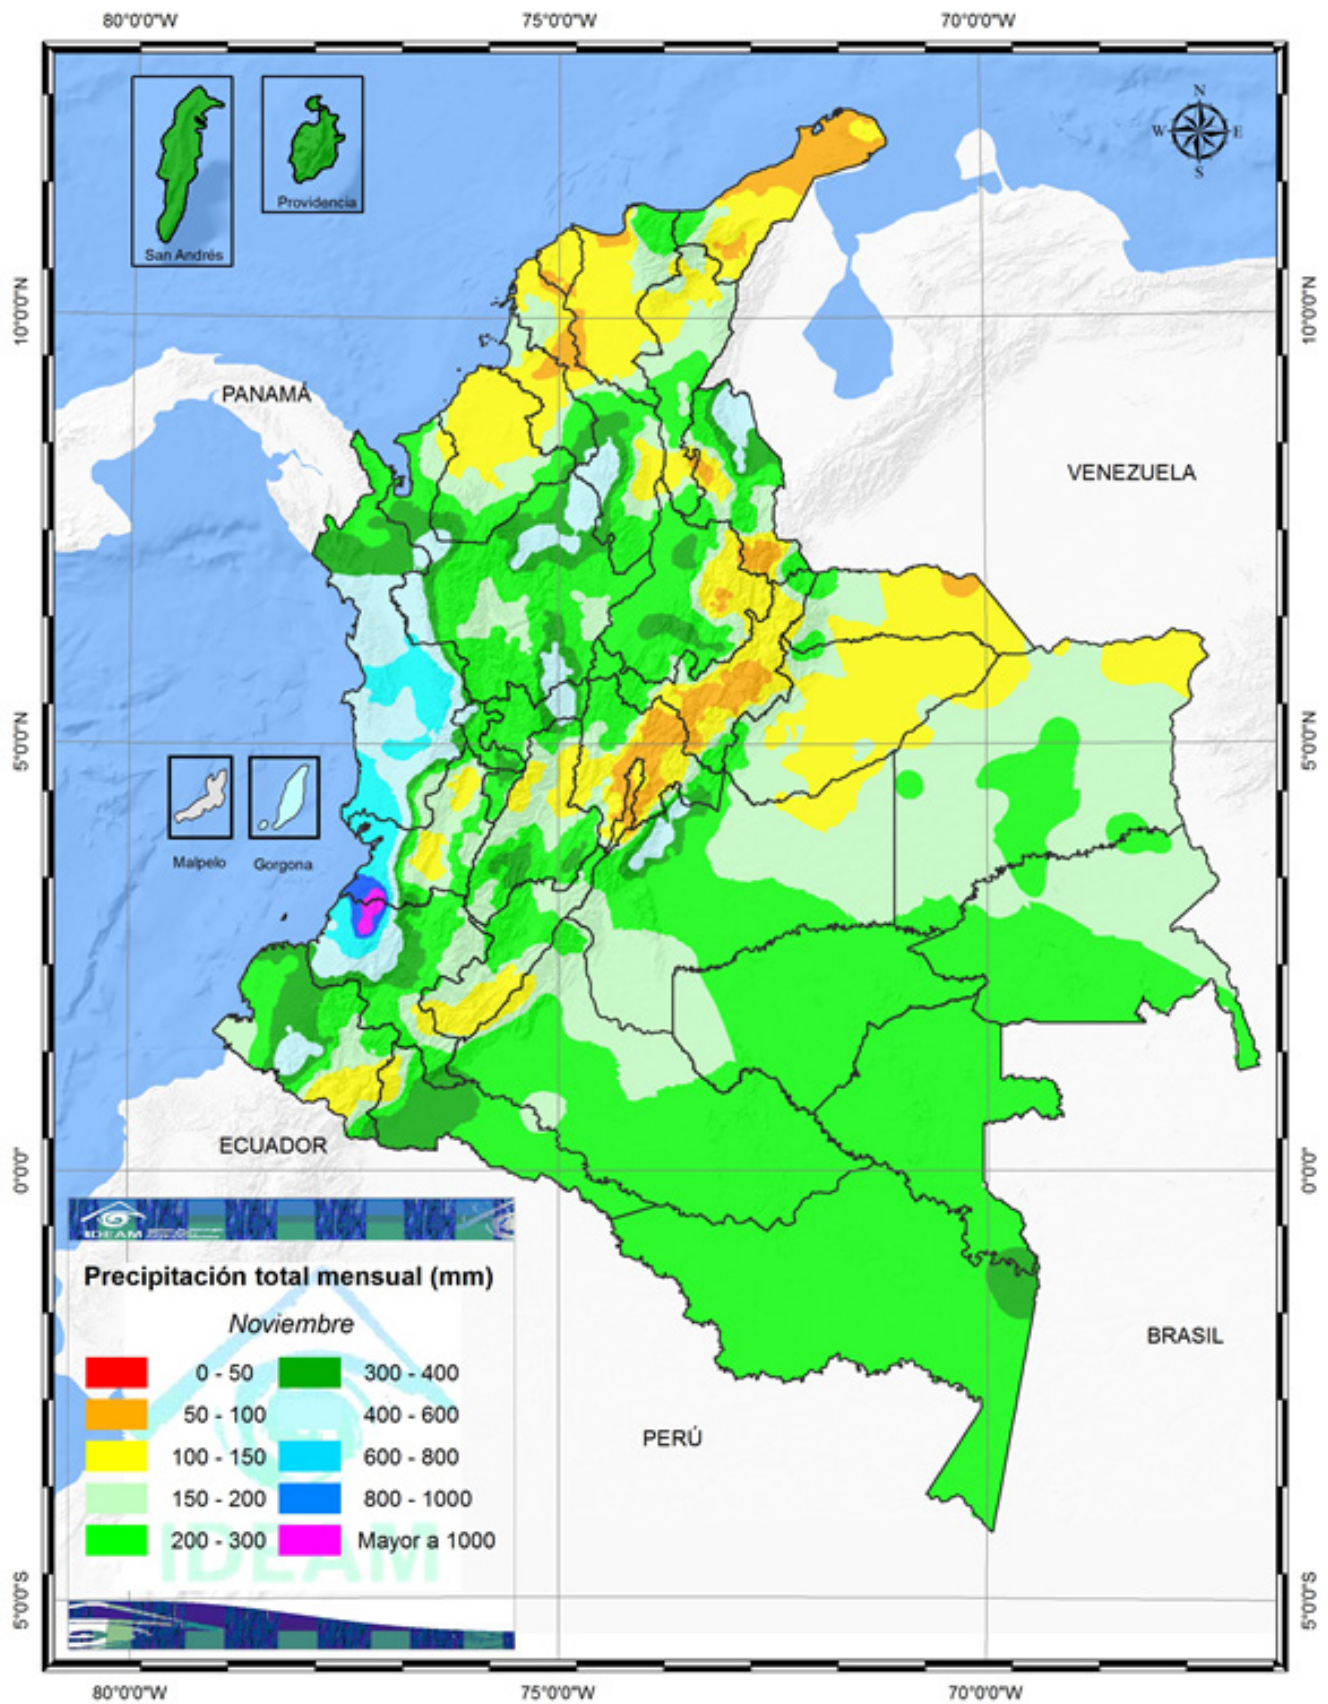 80°0'0"W 75°0'0"W 70°0'0"W
N
W E
S
San Andrés
Providencia
10°0'0"N 10°0'0"N
PANAMÁ
VENEZUELA
5°0'0"N 5°0'0"N
Malpelo Gorgona
ECUADOR
0°0'0" 0°0'0"
IDEAM
Precipitación total mensual (mm)
Noviembre
0 - 50 300 - 400
50 - 100 400 - 600
100 - 150 600 - 800
150 - 200 800 - 1000
200 - 300 Mayor a 1000
IDEAM
BRASIL
PERÚ
5°0'0"S 5°0'0"S
80°0'0"W 75°0'0"W 70°0'0"W